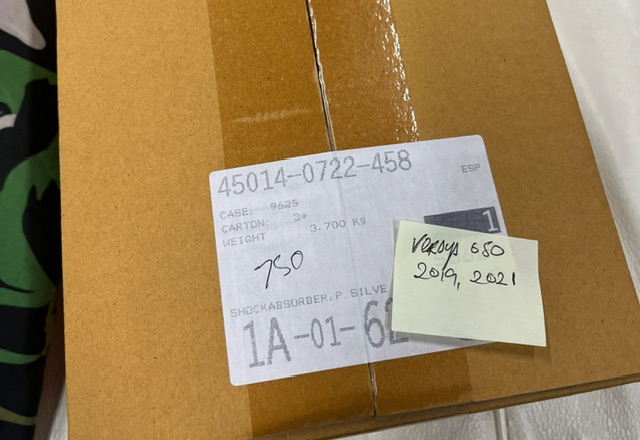 45014-0722-458
ESP
CASE: 9625
CARTON: 34
WEIGHT 3,700 Kg
1
750
SHOCKABSORBER,P.SILVE
1A-01-62
Versys 650
2019, 2021